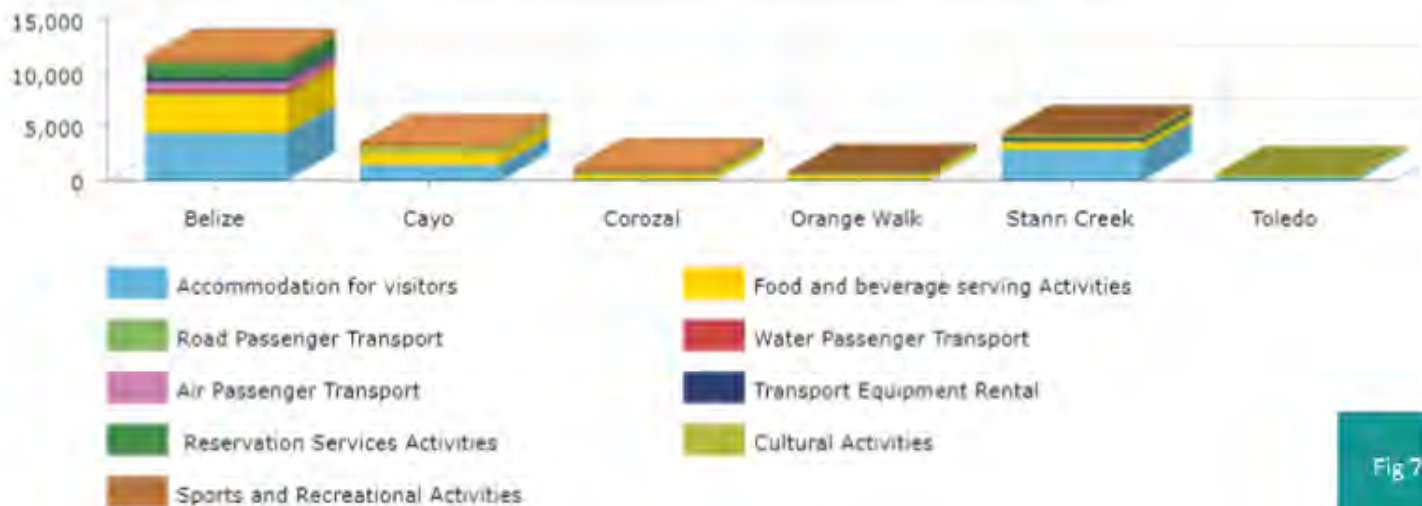 15,000
10,000
5,000
0
Belize Cayo Corozal Orange Walk Stann Creek Toledo
Accommodation for visitors Food and beverage serving Activities
Road Passenger Transport Water Passenger Transport
Air Passenger Transport Transport Equipment Rental
Reservation Services Activities Cultural Activities
Sports and Recreational Activities
Fig 7